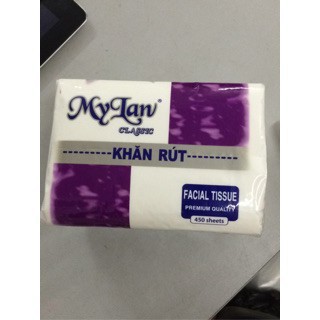 MyLan
CLASSIC
KHĂN RÚT
FACIAL TISSUE
PREMIUM QUALITY
450 sheets